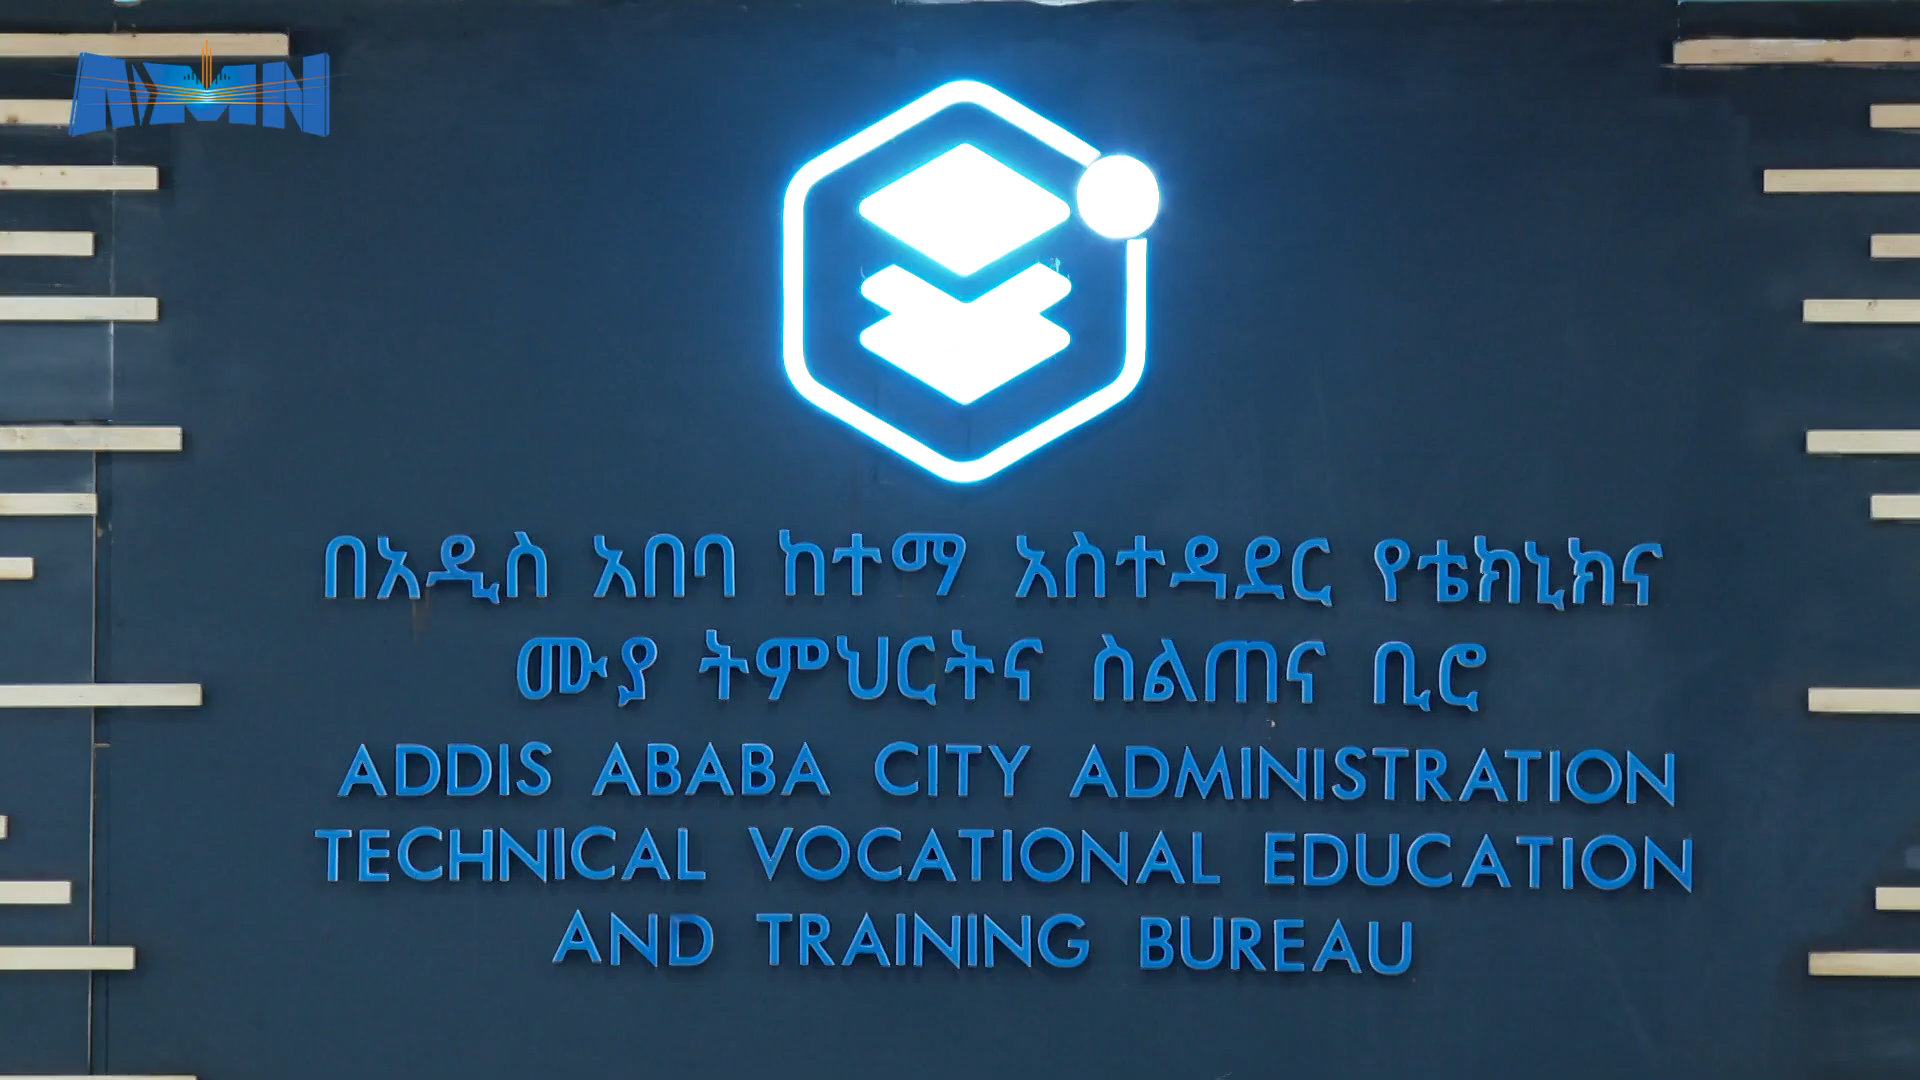 AMN
በአዲስ አበባ ከተማ አስተዳደር የቴክኒክና
ሙያ ትምህርትና ስልጠና ቢሮ
ADDIS ABABA CITY ADMINISTRATION
TECHNICAL VOCATIONAL EDUCATION
AND TRAINING BUREAU